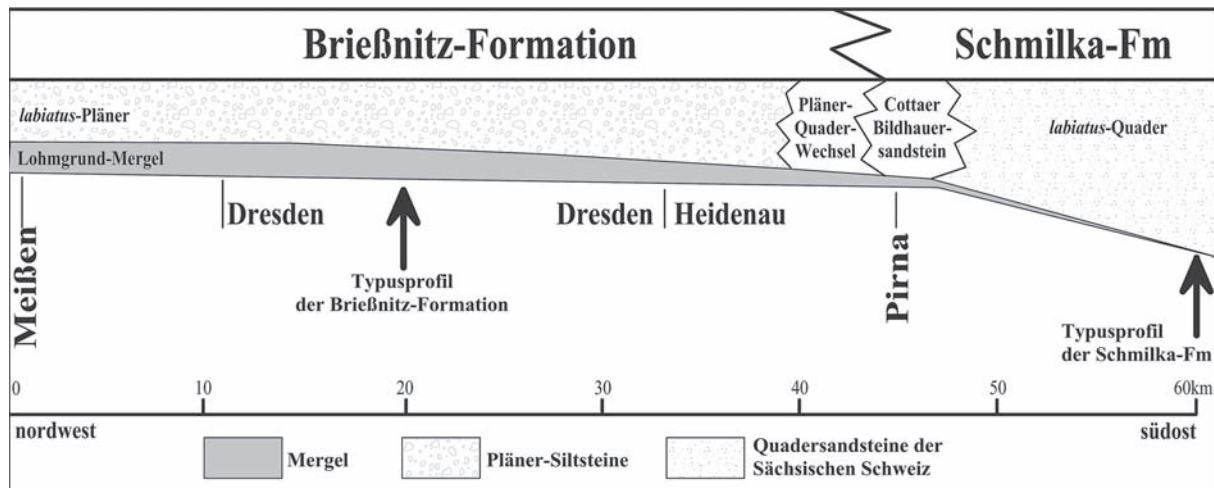 Brießnitz-Formation
Schmilka-Fm
labiatus-Pläner
Pläner-
Quader-
Wechsel
Cottaer
Bildhauer-
sandstein
labiatus-Quader
Lohmgrund-Mergel
Meißen
Dresden
Dresden
Heidenau
Pirna
Typusprofil
der Brießnitz-Formation
Typusprofil
der Schmilka-Fm
0 10 20 30 40 50 60km
nordwest
südost
Mergel
Pläner-Siltsteine
Quadersandsteine der
Sächsischen Schweiz